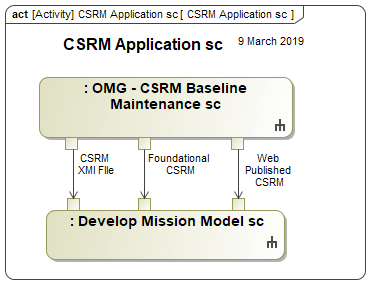 act [Activity] CSRM Application sc [ CSRM Application sc ]
CSRM Application sc
9 March 2019
: OMG - CSRM Baseline
Maintenance sc
CSRM
XMI FIle
Foundational
CSRM
Web
Published
CSRM
: Develop Mission Model sc